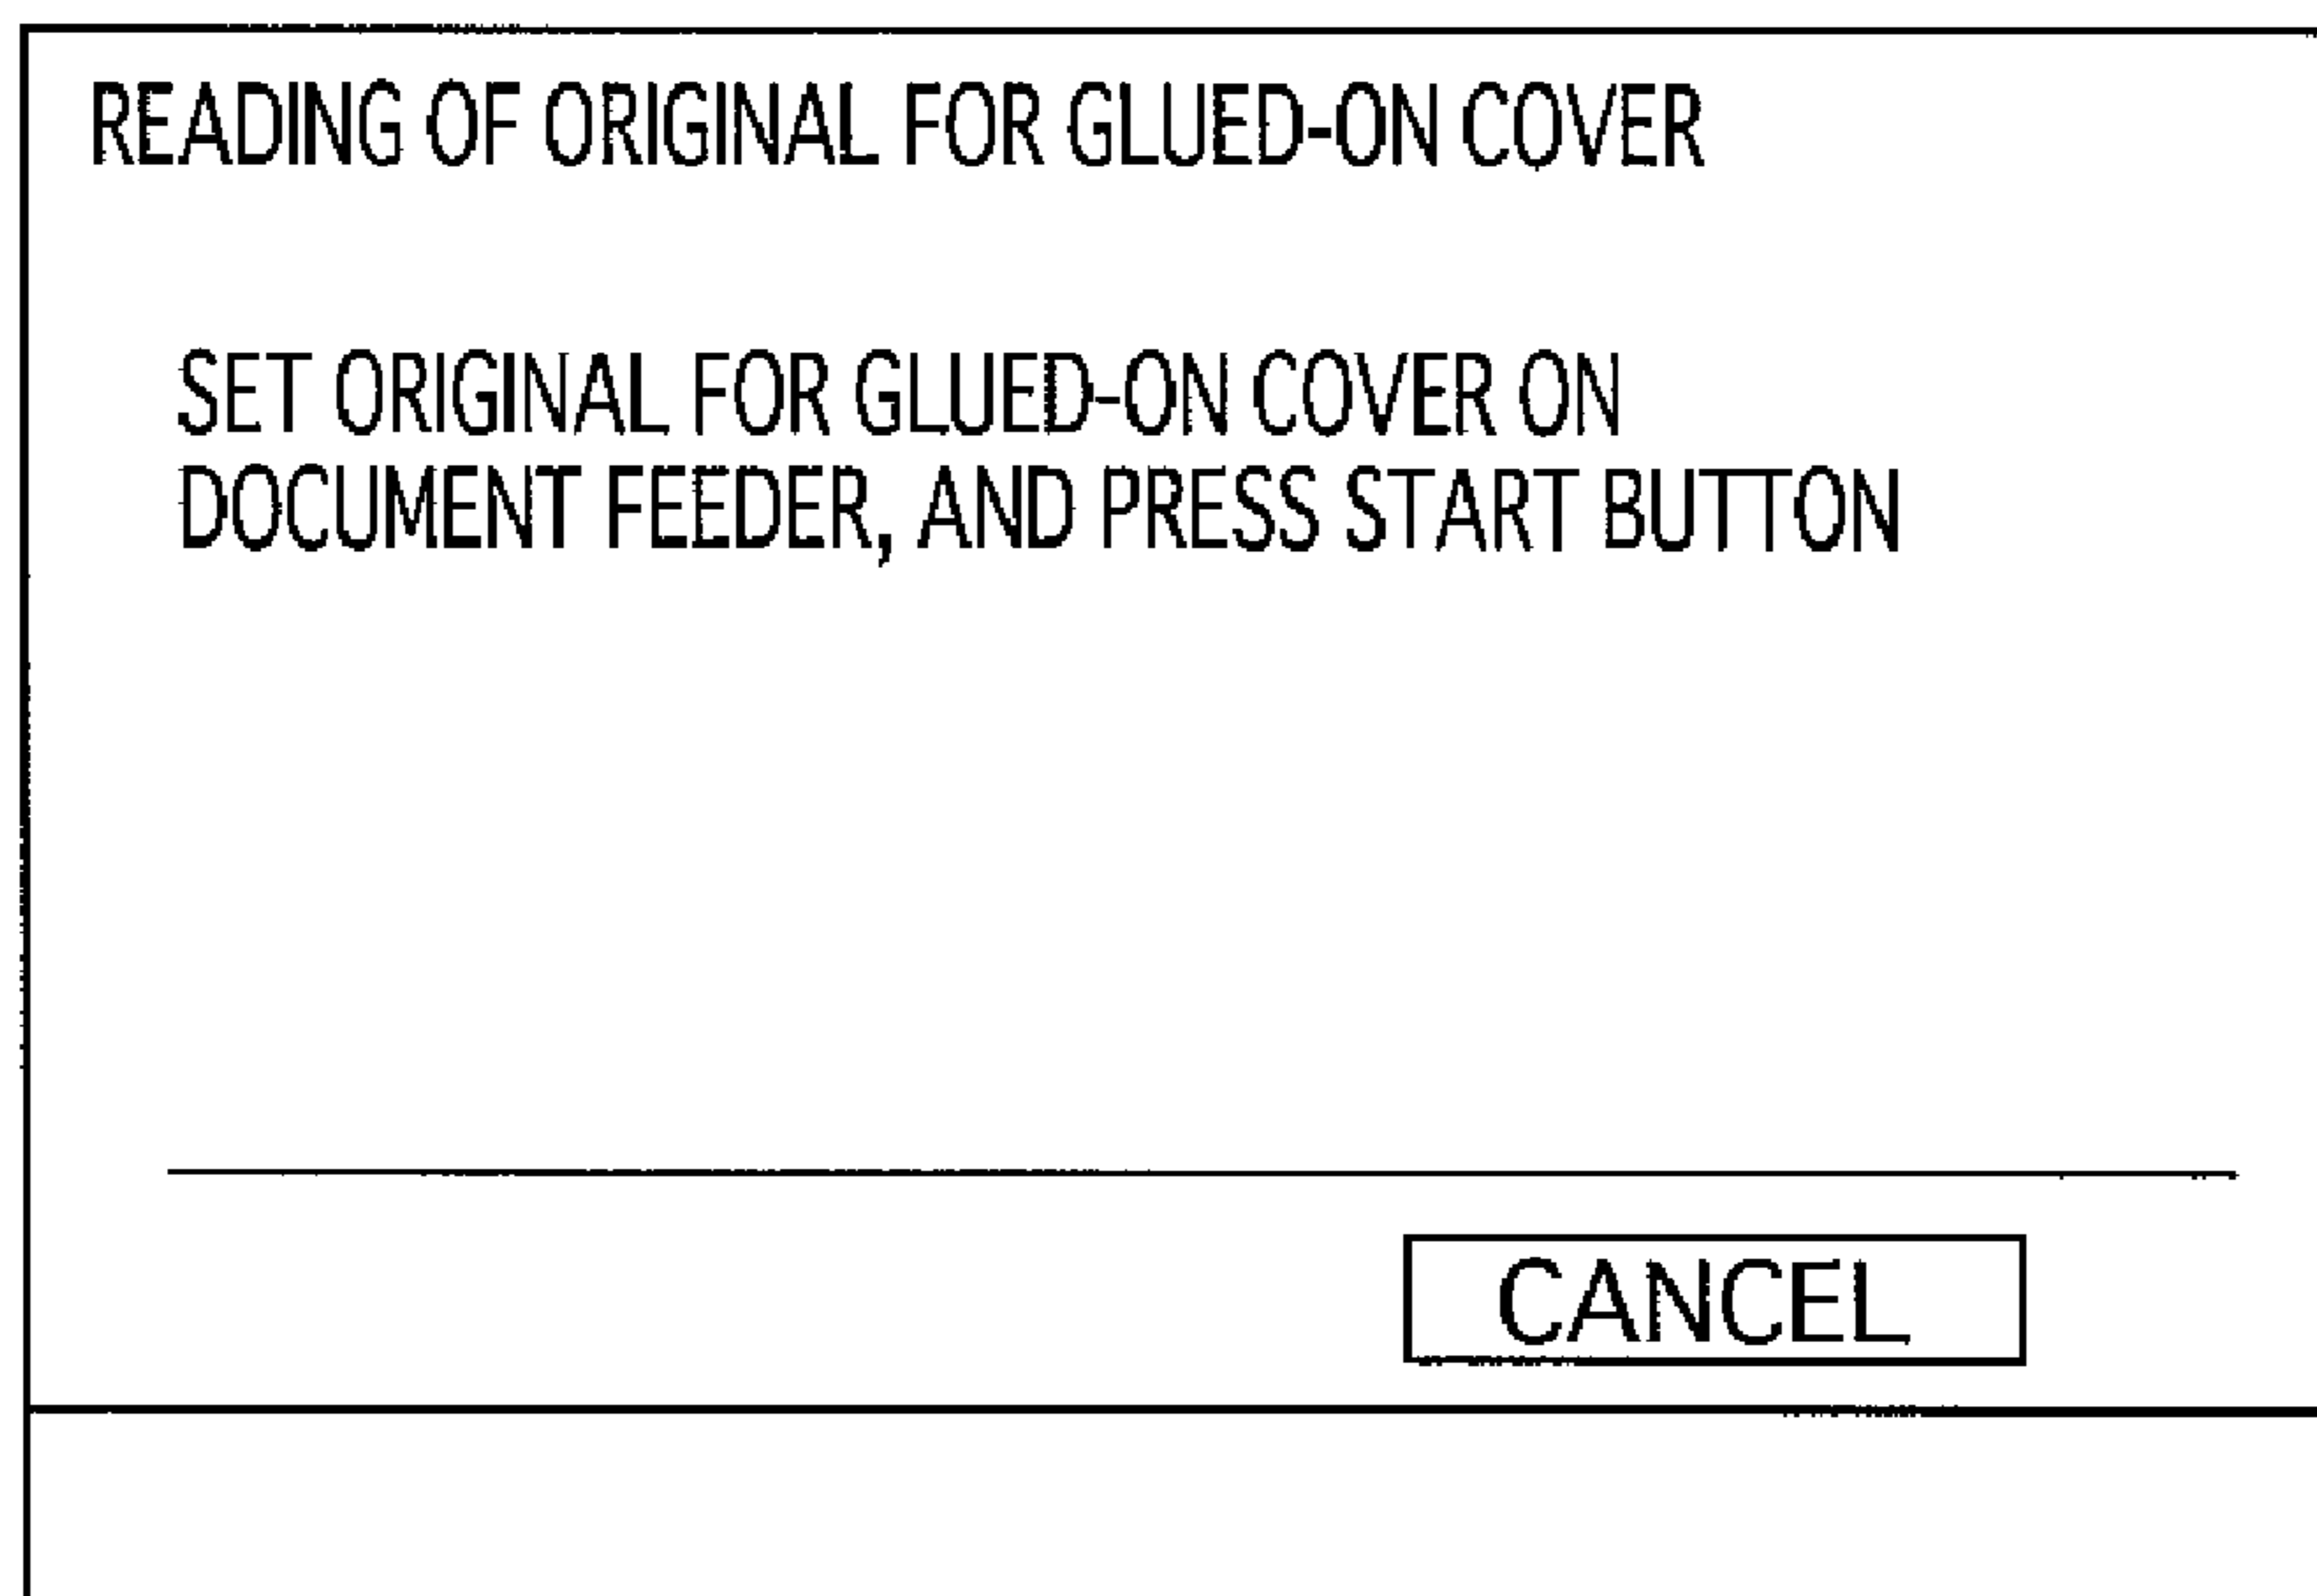 READING OF ORIGINAL FOR GLUED-ON COVER
SET ORIGINAL FOR GLUED-ON COVER ON
DOCUMENT FEEDER, AND PRESS START BUTTON
CANCEL